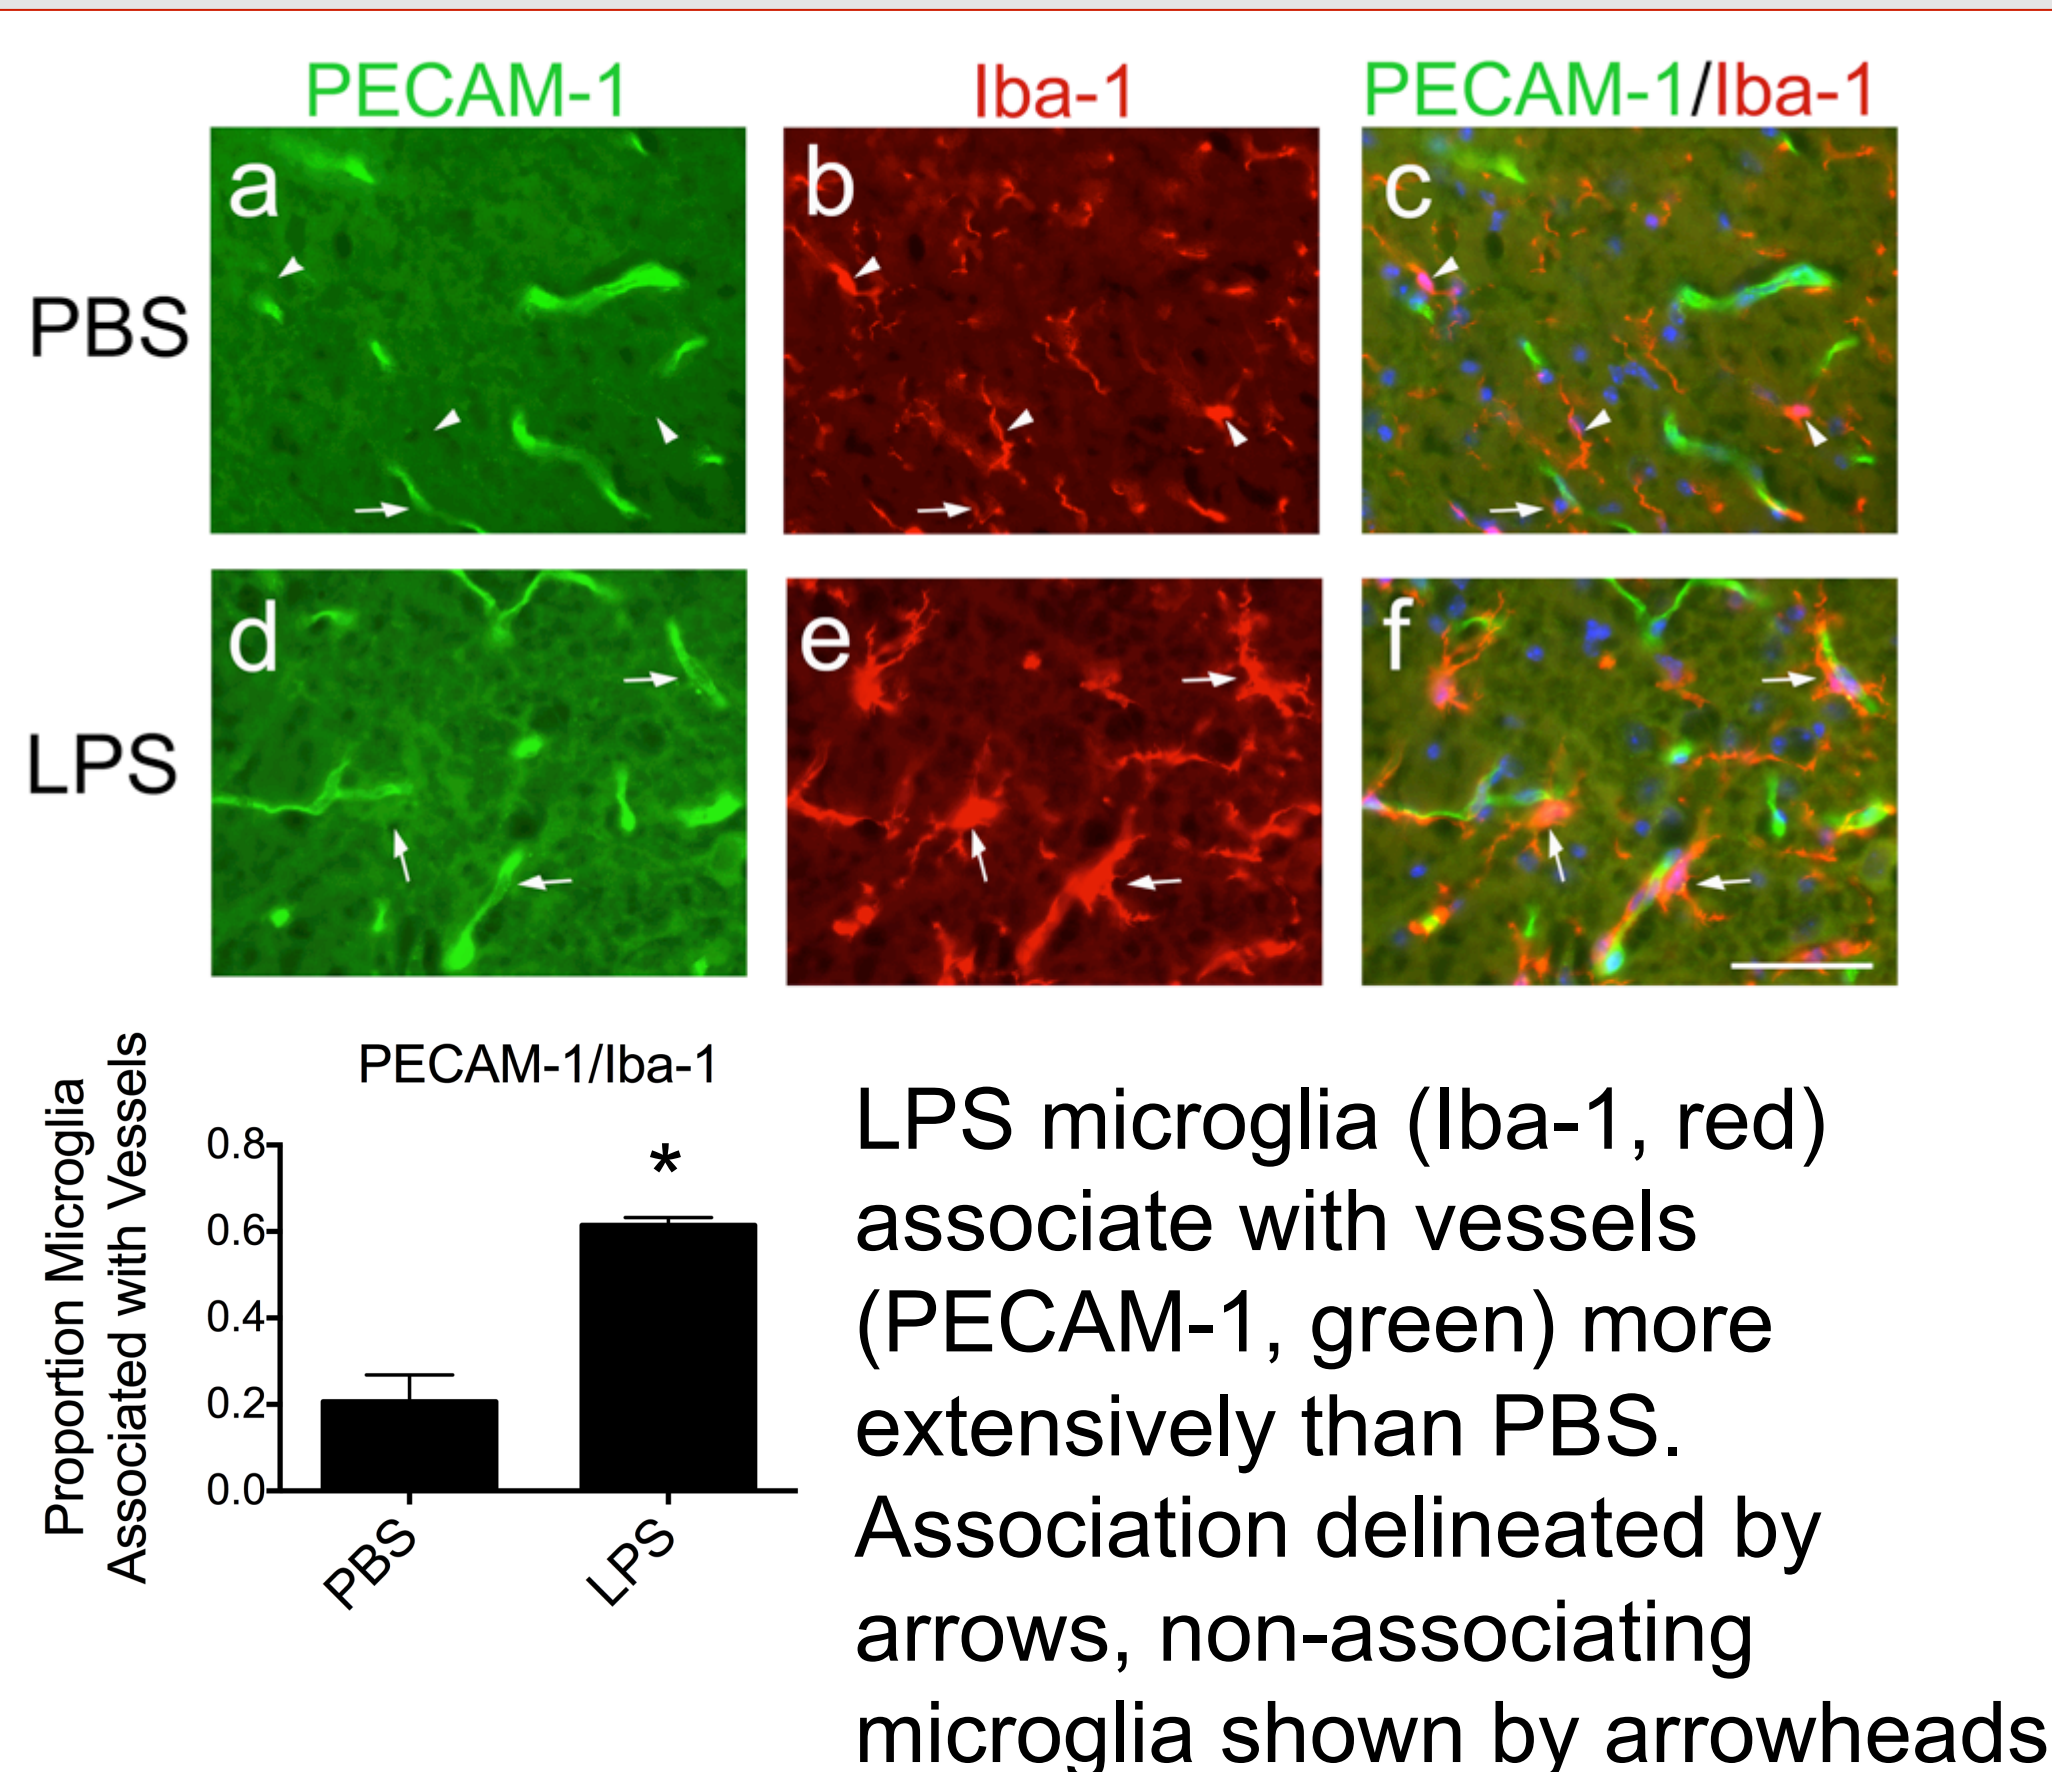 PECAM-1 Iba-1 PECAM-1/Iba-1
a b c
PBS
d e f
LPS
PECAM-1/Iba-1
Proportion Microglia
Associated with Vessels
0.8
*
0.6
0.4
0.2
0.0
PBS LPS
LPS microglia (Iba-1, red)
associate with vessels
(PECAM-1, green) more
extensively than PBS.
Association delineated by
arrows, non-associating
microglia shown by arrowheads